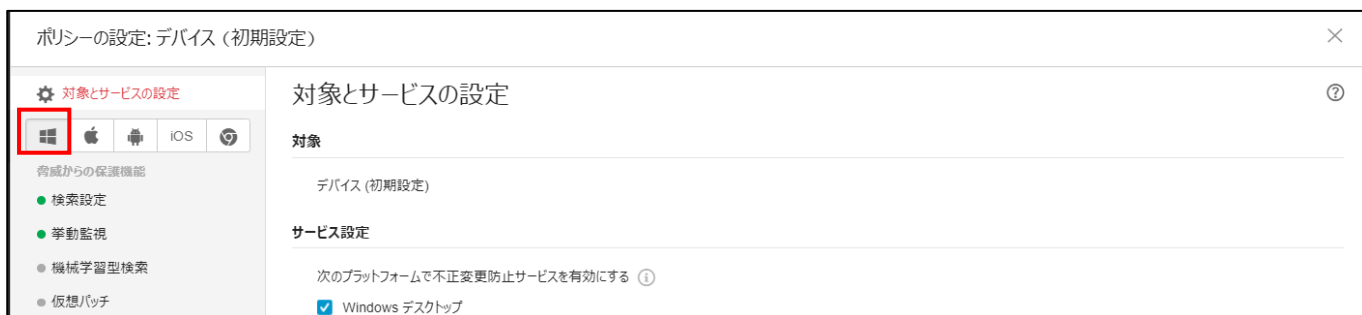 ポリシーの設定: デバイス (初期設定)
対象とサービスの設定
iOS
脅威からの保護機能
検索設定
挙動監視
機械学習型検索
仮想パッチ
対象とサービスの設定
対象
デバイス (初期設定)
サービス設定
次のプラットフォームで不正変更防止サービスを有効にする
Windows デスクトップ